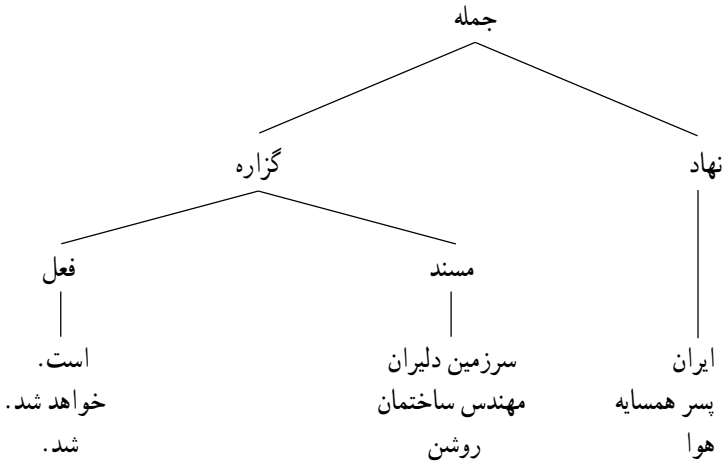 جمله
نهاد
گزاره
مسند
فعل
ایران سرزمین دلیران است.
پسر همسایه مهندس ساختمان خواهد شد.
هوا روشن شد.